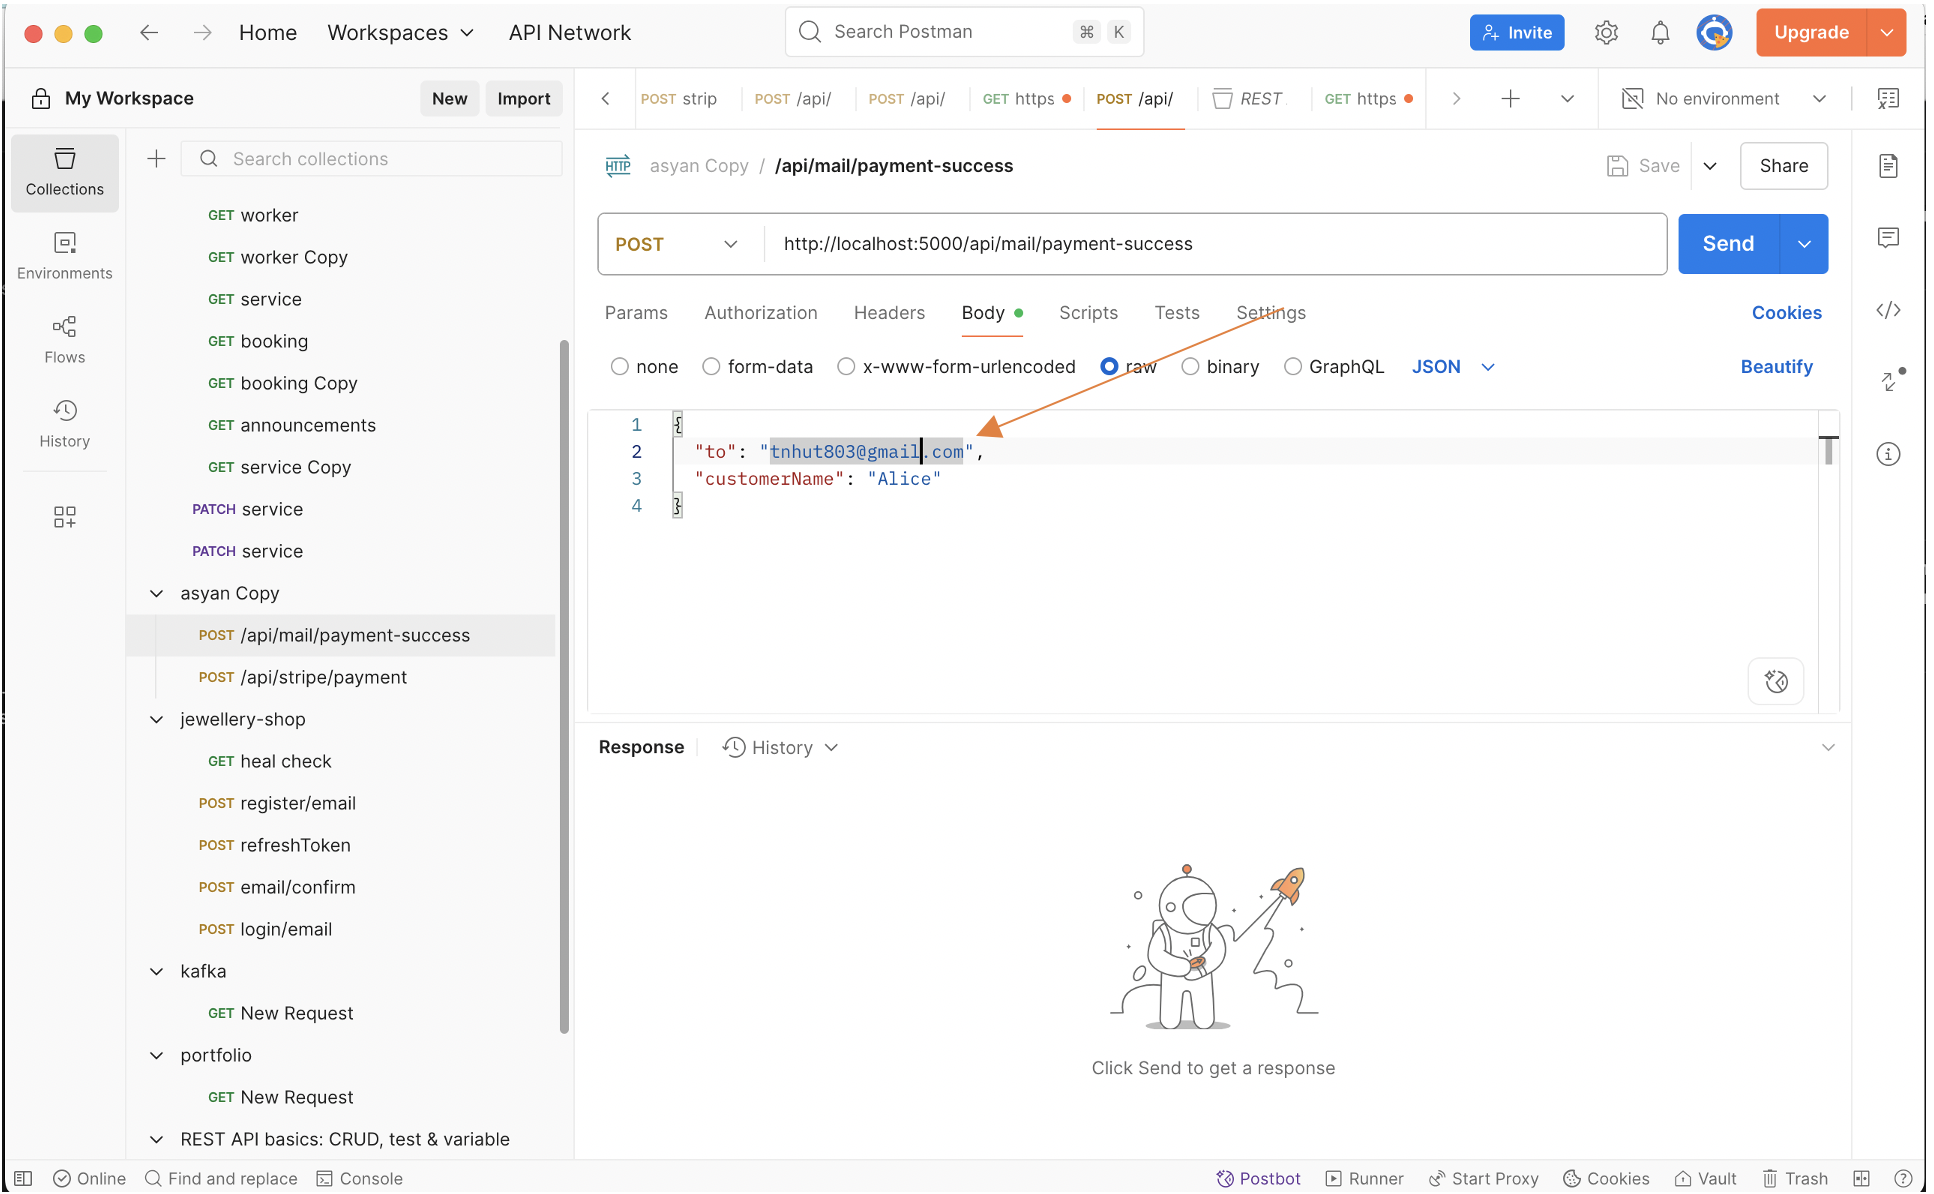 Home Workspaces API Network Search Postman ⌘ K Invite Upgrade
My Workspace New Import
POST strip POST /api/ POST /api/ GET https POST /api/ REST GET https No environment
Collections
Environments
Flows
History
Search collections
GET worker
GET worker Copy
GET service
GET booking
GET booking Copy
GET announcements
GET service Copy
PATCH service
PATCH service
asyan Copy
POST /api/mail/payment-success
POST /api/stripe/payment
jewellery-shop
GET heal check
POST register/email
POST refreshToken
POST email/confirm
POST login/email
kafka
GET New Request
portfolio
GET New Request
REST API basics: CRUD, test & variable
HTTP asyan Copy / /api/mail/payment-success Save Share
POST http://localhost:5000/api/mail/payment-success Send
Params Authorization Headers Body Scripts Tests Settings Cookies
none form-data x-www-form-urlencoded raw binary GraphQL JSON Beautify
1 {
2 "to": "tnhut803@gmail.com",
3 "customerName": "Alice"
4 }
Response History
Click Send to get a response
Online Find and replace Console Postbot Runner Start Proxy Cookies Vault Trash